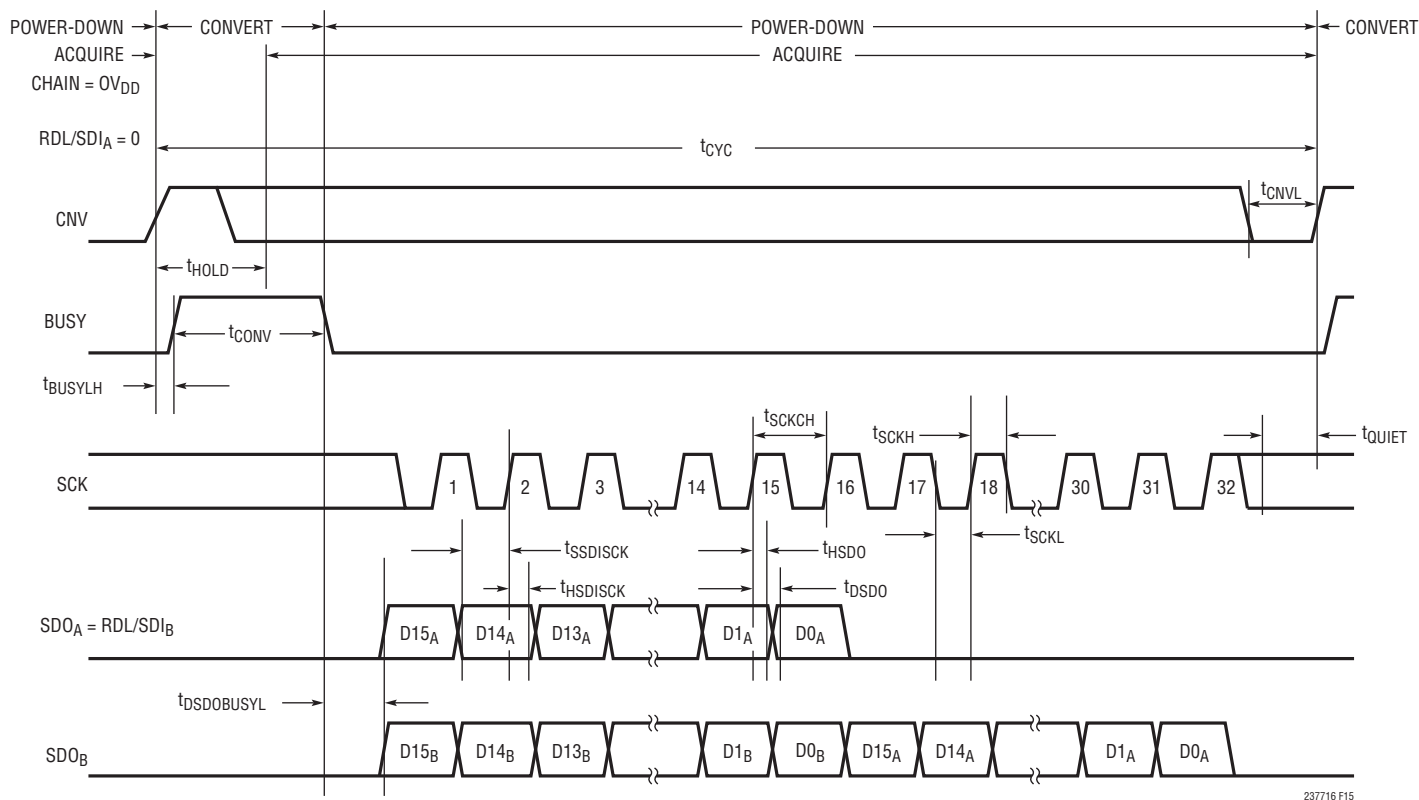 POWER-DOWN CONVERT POWER-DOWN CONVERT
ACQUIRE ACQUIRE
CHAIN = OVDD
RDL/SDIA = 0
tCYC
CNV
tCNVL
tHOLD
BUSY
tCONV
tBUSYLH
tSCKCH
tSCKH
tQUIET
SCK
1 2 3 14 15 16 17 18 30 31 32
tSSDISCK
tHSDO
tSCKL
tHSDISCK
tDSDO
SDOA = RDL/SDIB
D15A D14A D13A D1A D0A
tDSDOBUSYL
SDOB
D15B D14B D13B D1B D0B D15A D14A D1A D0A
237716 F15